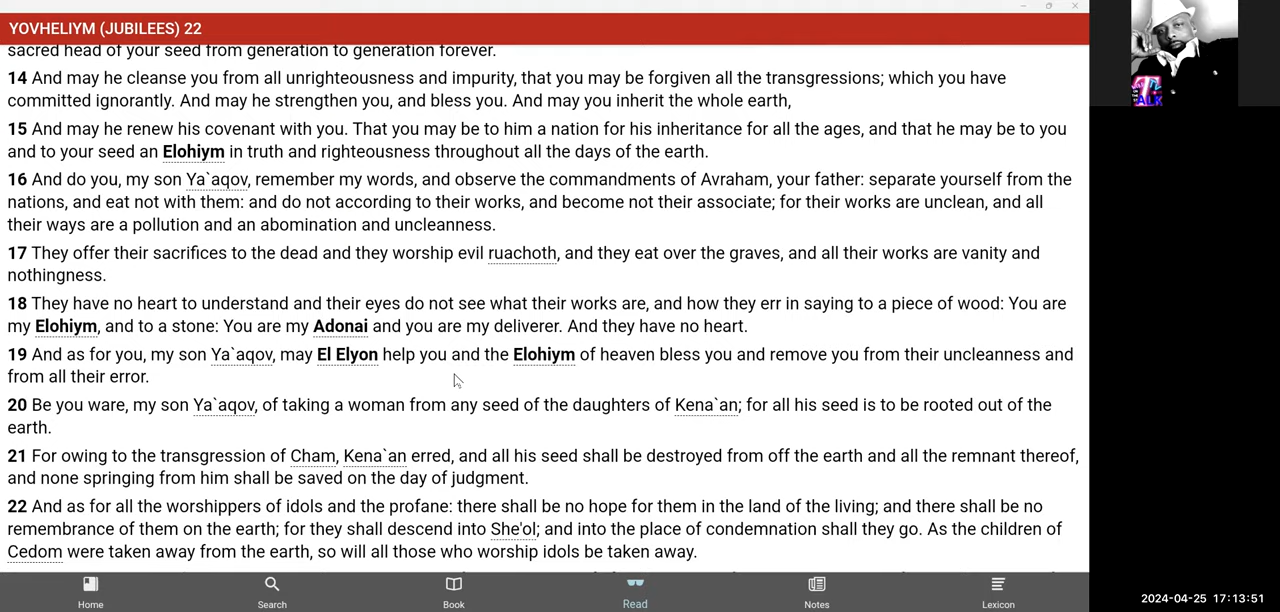 YOVHELIYM (JUBILEES) 22
sacred head of your seed from generation to generation forever.
14 And may he cleanse you from all unrighteousness and impurity, that you may be forgiven all the transgressions; which you have
committed ignorantly. And may he strengthen you, and bless you. And may you inherit the whole earth,
15 And may he renew his covenant with you. That you may be to him a nation for his inheritance for all the ages, and that he may be to you
and to your seed an Elohiym in truth and righteousness throughout all the days of the earth.
16 And do you, my son Ya`aqov, remember my words, and observe the commandments of Avraham, your father: separate yourself from the
nations, and eat not with them: and do not according to their works, and become not their associate; for their works are unclean, and all
their ways are a pollution and an abomination and uncleanness.
17 They offer their sacrifices to the dead and they worship evil ruachoth, and they eat over the graves, and all their works are vanity and
nothingness.
18 They have no heart to understand and their eyes do not see what their works are, and how they err in saying to a piece of wood: You are
my Elohiym, and to a stone: You are my Adonai and you are my deliverer. And they have no heart.
19 And as for you, my son Ya`aqov, may El Elyon help you and the Elohiym of heaven bless you and remove you from their uncleanness and
from all their error.
20 Be you ware, my son Ya`aqov, of taking a woman from any seed of the daughters of Kena`an; for all his seed is to be rooted out of the
earth.
21 For owing to the transgression of Cham, Kena`an erred, and all his seed shall be destroyed from off the earth and all the remnant thereof,
and none springing from him shall be saved on the day of judgment.
22 And as for all the worshippers of idols and the profane: there shall be no hope for them in the land of the living; and there shall be no
remembrance of them on the earth; for they shall descend into She'ol; and into the place of condemnation shall they go. As the children of
Cedom were taken away from the earth, so will all those who worship idols be taken away.
Home Search Book Read Notes Lexicon
2024-04-25 17:13:51